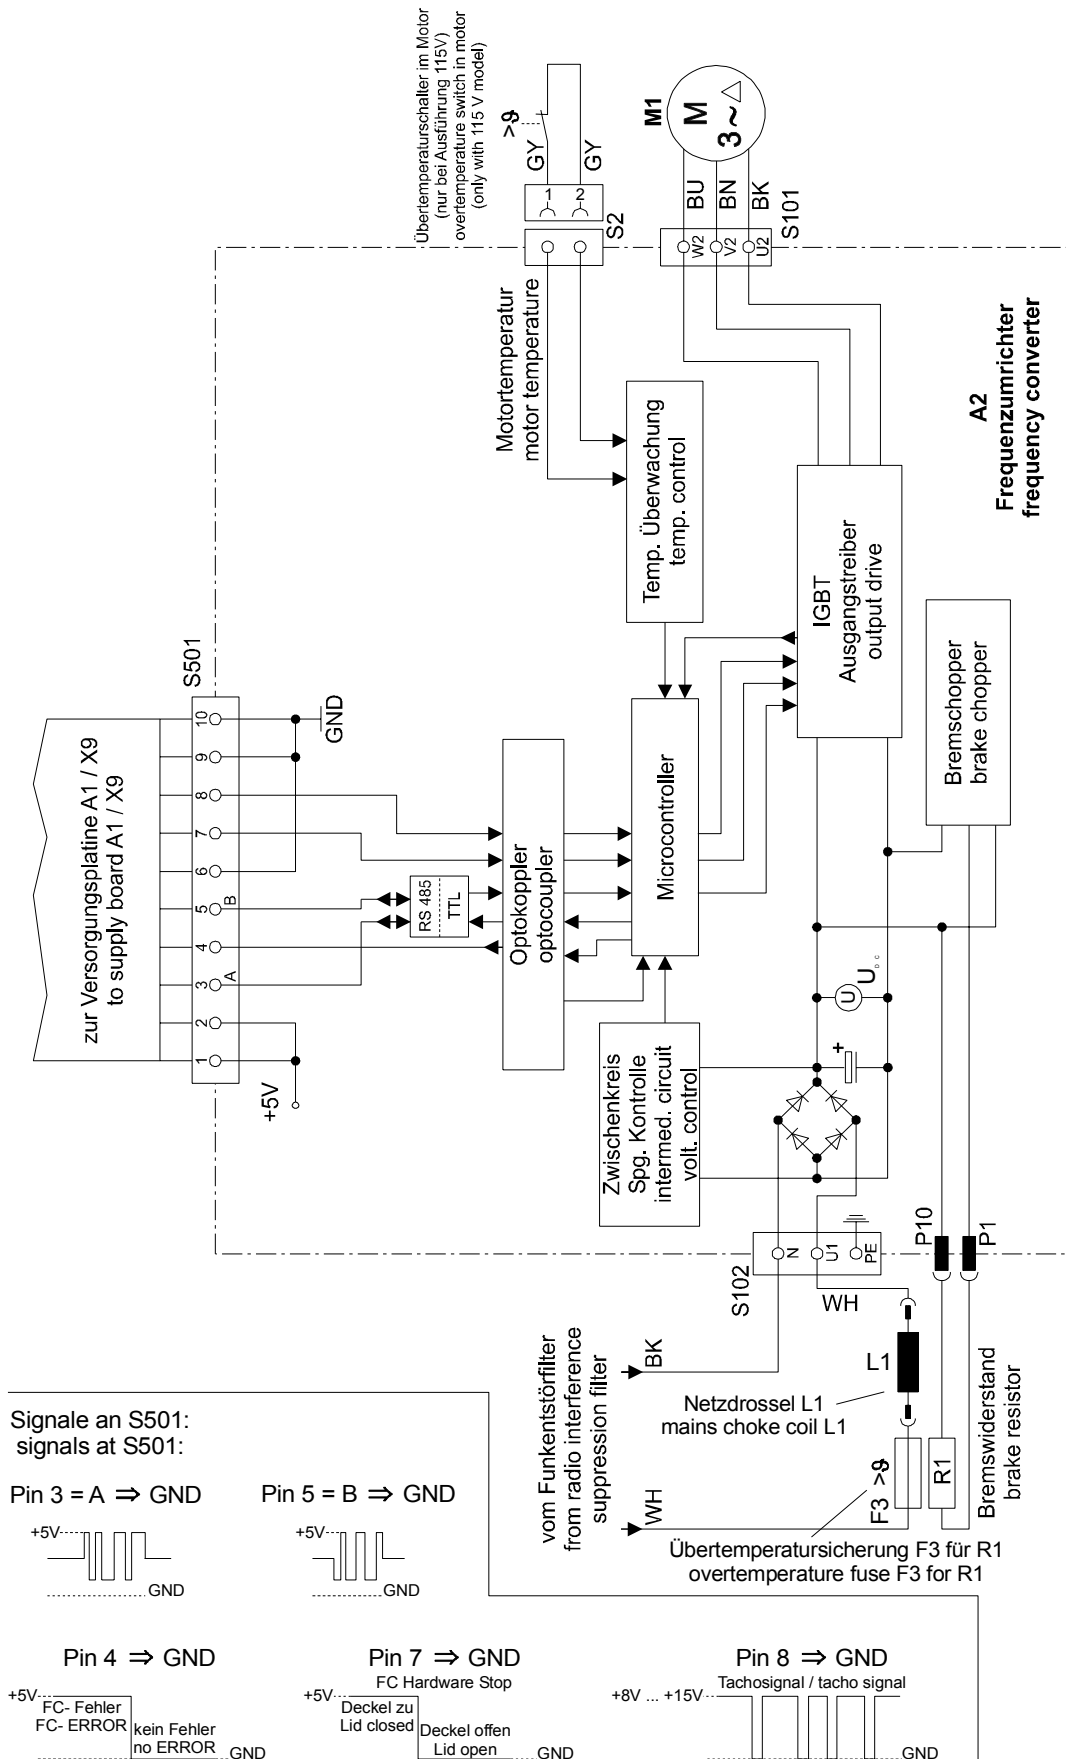 Übertemperaturschalter im Motor
(nur bei Ausführung 115V)
overtemperature switch in motor
(only with 115 V model)
>ϑ
GY
GY
1
2
S2
M1
M
3~△
BU
BN
BK
W2
V2
U2
S101
Motortemperatur
motor temperature
A2
Frequenzumrichter
frequency converter
Temp. Überwachung
temp. control
IGBT
Ausgangstreiber
output drive
Bremschopper
brake chopper
zur Versorgungsplatine A1 / X9
to supply board A1 / X9
S501
10
9
8
7
6
5
4
3
2
1
B
A
GND
+5V
RS 485
TTL
Optokoppler
optocoupler
Microcontroller
Zwischenkreis
Spg. Kontrolle
intermed. circuit
volt. control
U
U DC
+
S102
N
U1
PE
P10
P1
WH
BK
WH
vom Funkentstörfilter
from radio interference
suppression filter
L1
Netzdrossel L1
mains choke coil L1
F3 >ϑ
R1
Bremswiderstand
brake resistor
Übertemperatursicherung F3 für R1
overtemperature fuse F3 for R1
Signale an S501:
signals at S501:
Pin 3 = A ⇒ GND
+5V
GND
Pin 5 = B ⇒ GND
+5V
GND
Pin 4 ⇒ GND
+5V
FC- Fehler
FC- ERROR
kein Fehler
no ERROR
GND
Pin 7 ⇒ GND
FC Hardware Stop
+5V
Deckel zu
Lid closed
Deckel offen
Lid open
GND
Pin 8 ⇒ GND
Tachosignal / tacho signal
+8V ... +15V
GND